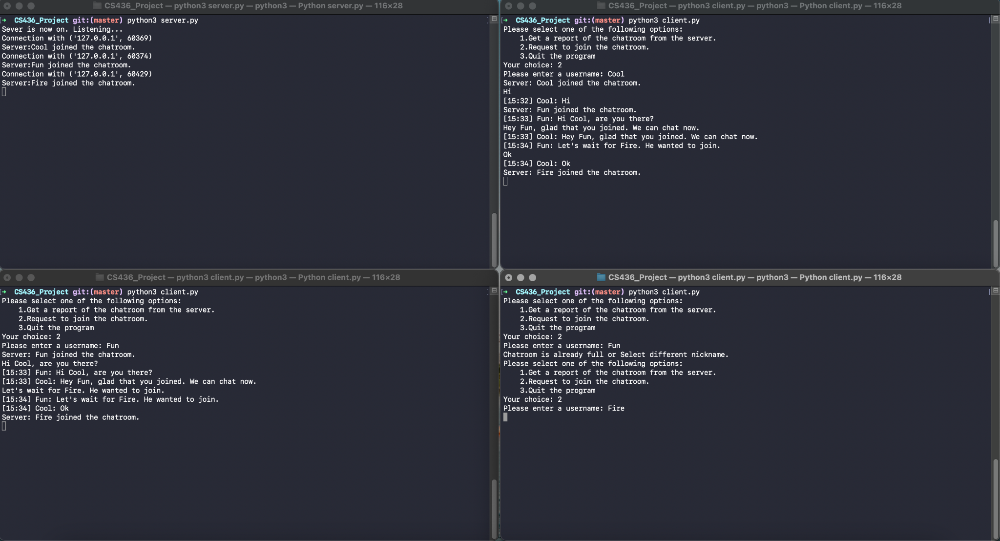 CS436_Project — python3 server.py — python3 — Python server.py — 116×28
[➜  CS436_Project git:(master) python3 server.py ]
Sever is now on. Listening...
Connection with ('127.0.0.1', 60369)
Server:Cool joined the chatroom.
Connection with ('127.0.0.1', 60374)
Server:Fun joined the chatroom.
Connection with ('127.0.0.1', 60429)
Server:Fire joined the chatroom.
CS436_Project — python3 client.py — python3 — Python client.py — 116×28
[➜  CS436_Project git:(master) python3 client.py ]
Please select one of the following options:
    1.Get a report of the chatroom from the server.
    2.Request to join the chatroom.
    3.Quit the program
Your choice: 2
Please enter a username: Cool
Server: Cool joined the chatroom.
Hi
[15:32] Cool: Hi
Server: Fun joined the chatroom.
[15:33] Fun: Hi Cool, are you there?
Hey Fun, glad that you joined. We can chat now.
[15:33] Cool: Hey Fun, glad that you joined. We can chat now.
[15:34] Fun: Let's wait for Fire. He wanted to join.
Ok
[15:34] Cool: Ok
Server: Fire joined the chatroom.
CS436_Project — python3 client.py — python3 — Python client.py — 116×28
[➜  CS436_Project git:(master) python3 client.py ]
Please select one of the following options:
    1.Get a report of the chatroom from the server.
    2.Request to join the chatroom.
    3.Quit the program
Your choice: 2
Please enter a username: Fun
Server: Fun joined the chatroom.
Hi Cool, are you there?
[15:33] Fun: Hi Cool, are you there?
[15:33] Cool: Hey Fun, glad that you joined. We can chat now.
Let's wait for Fire. He wanted to join.
[15:34] Fun: Let's wait for Fire. He wanted to join.
[15:34] Cool: Ok
Server: Fire joined the chatroom.
CS436_Project — python3 client.py — python3 — Python client.py — 116×28
[➜  CS436_Project git:(master) python3 client.py ]
Please select one of the following options:
    1.Get a report of the chatroom from the server.
    2.Request to join the chatroom.
    3.Quit the program
Your choice: 2
Please enter a username: Fun
Chatroom is already full or Select different nickname.
Please select one of the following options:
    1.Get a report of the chatroom from the server.
    2.Request to join the chatroom.
    3.Quit the program
Your choice: 2
Please enter a username: Fire